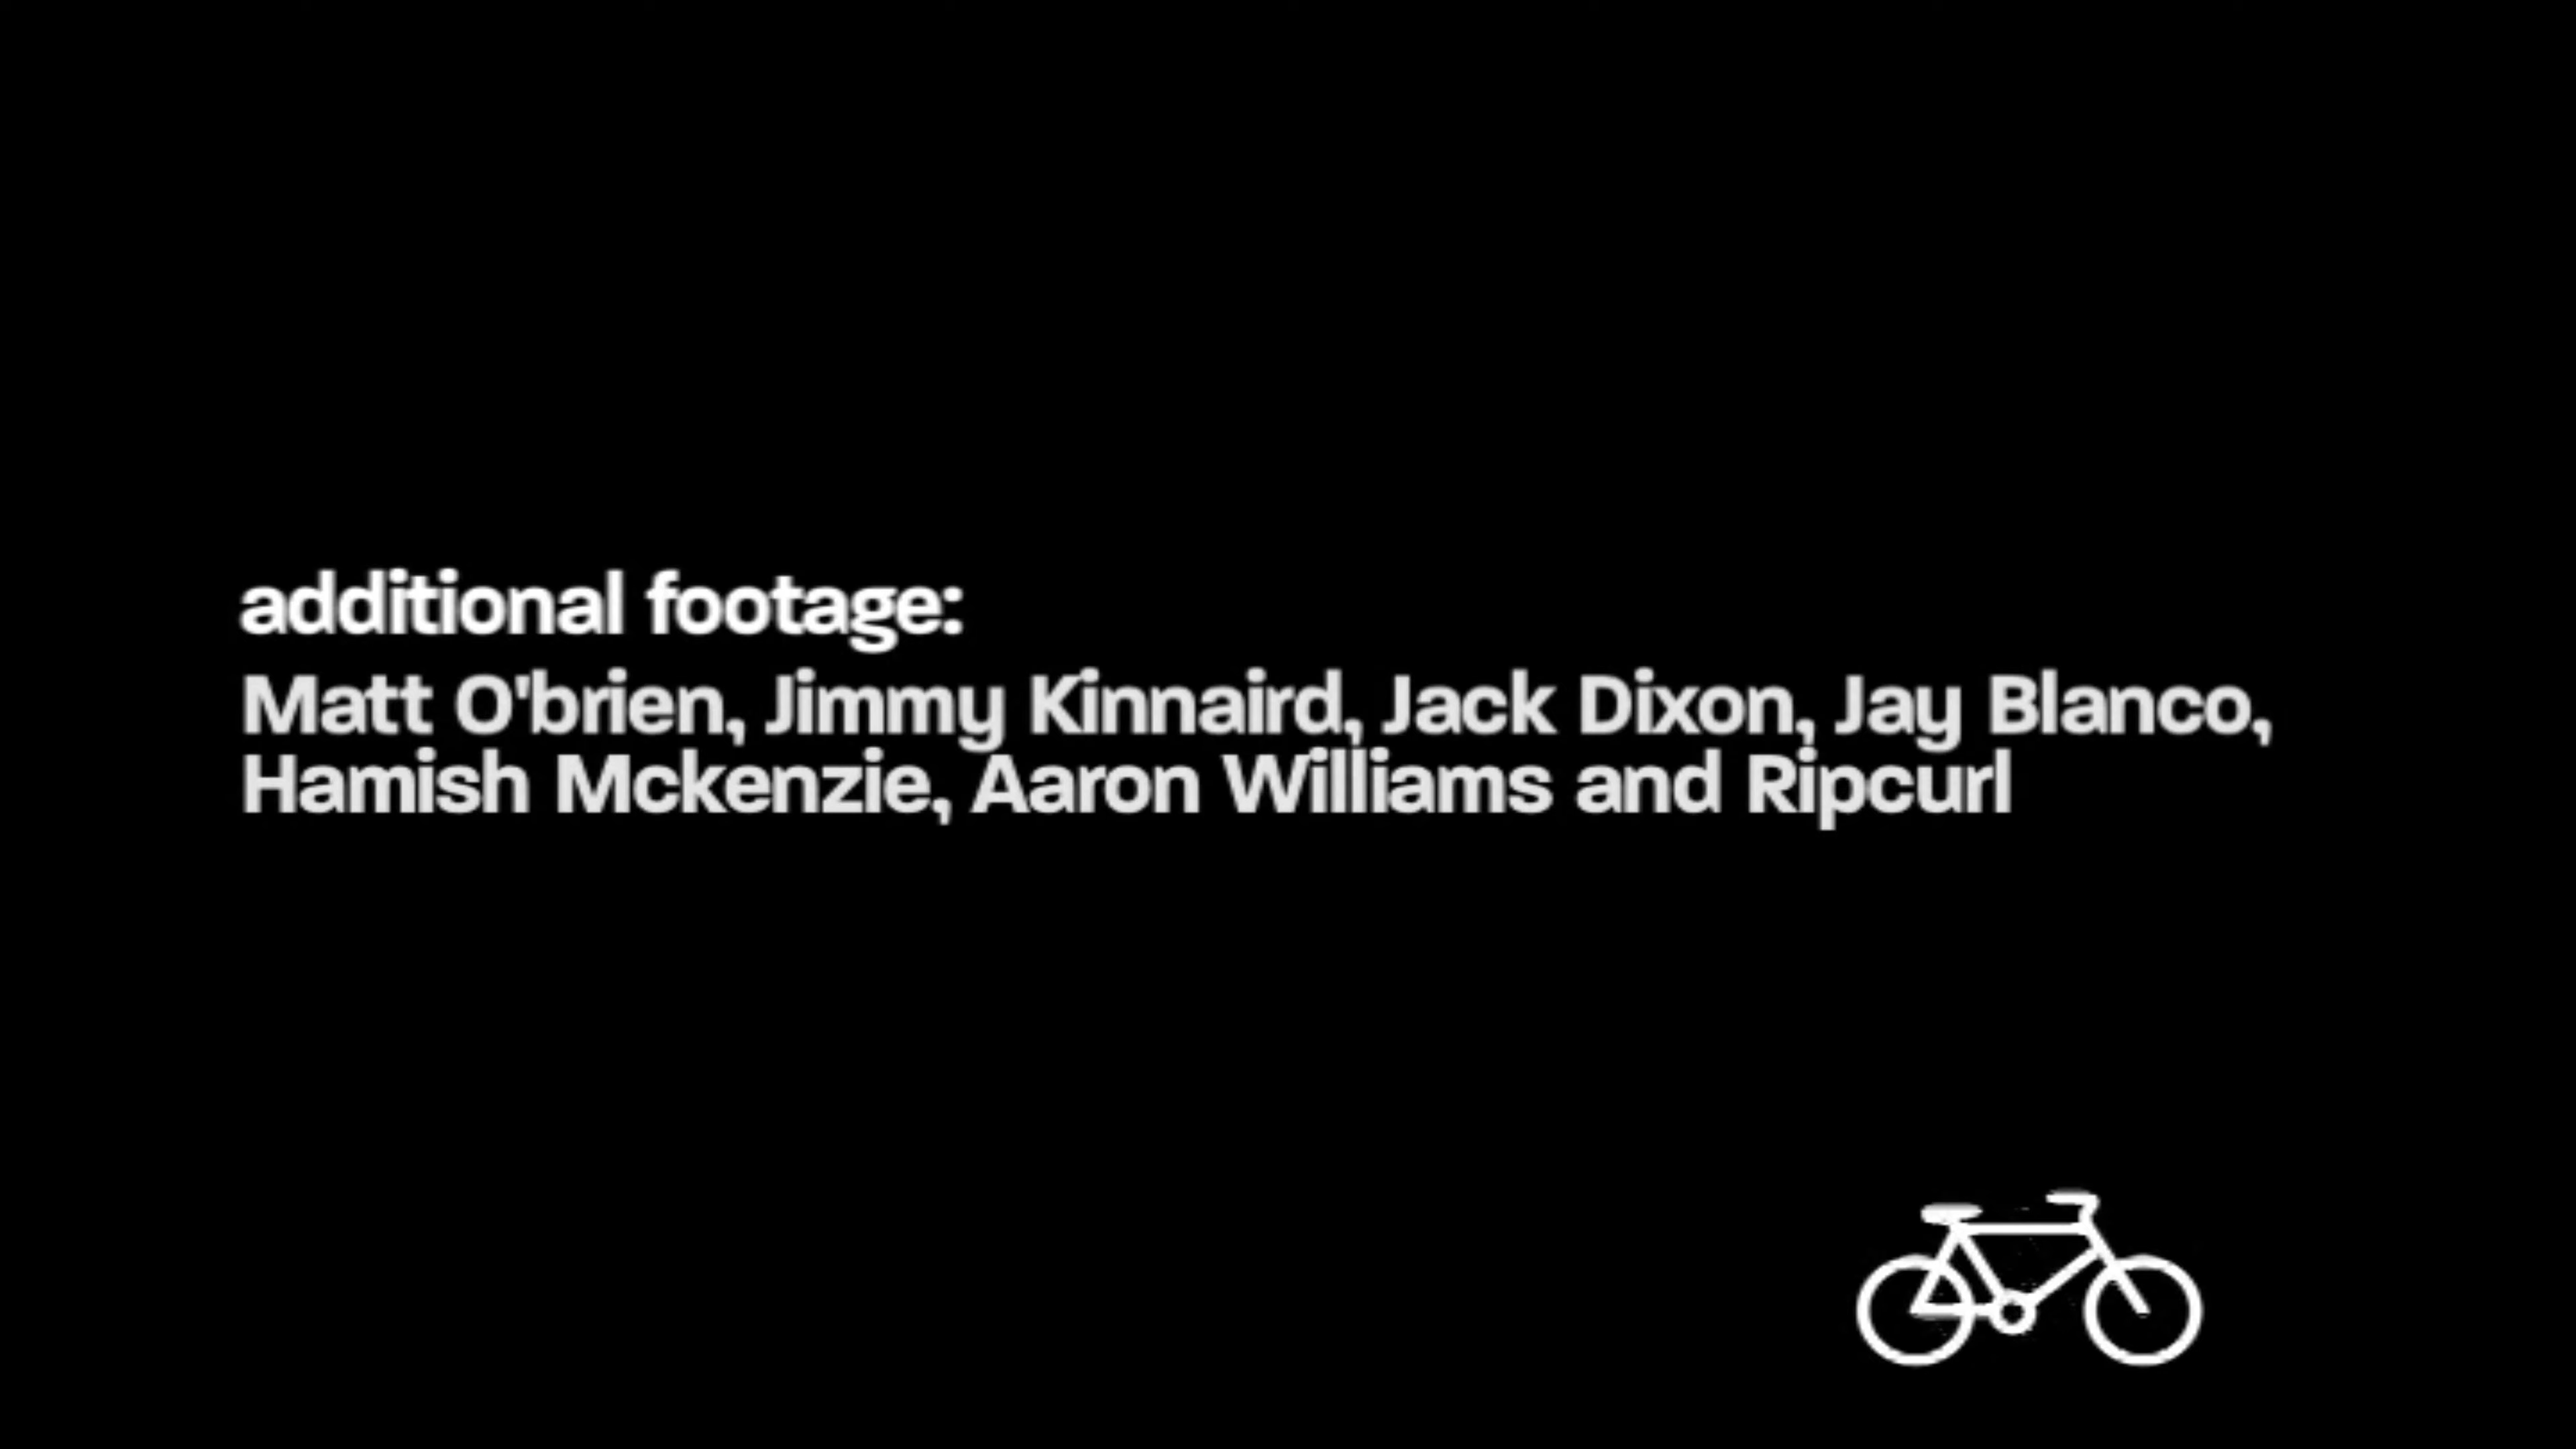 additional footage:
Matt O'brien, Jimmy Kinnaird, Jack Dixon, Jay Blanco,
Hamish Mckenzie, Aaron Williams and Ripcurl